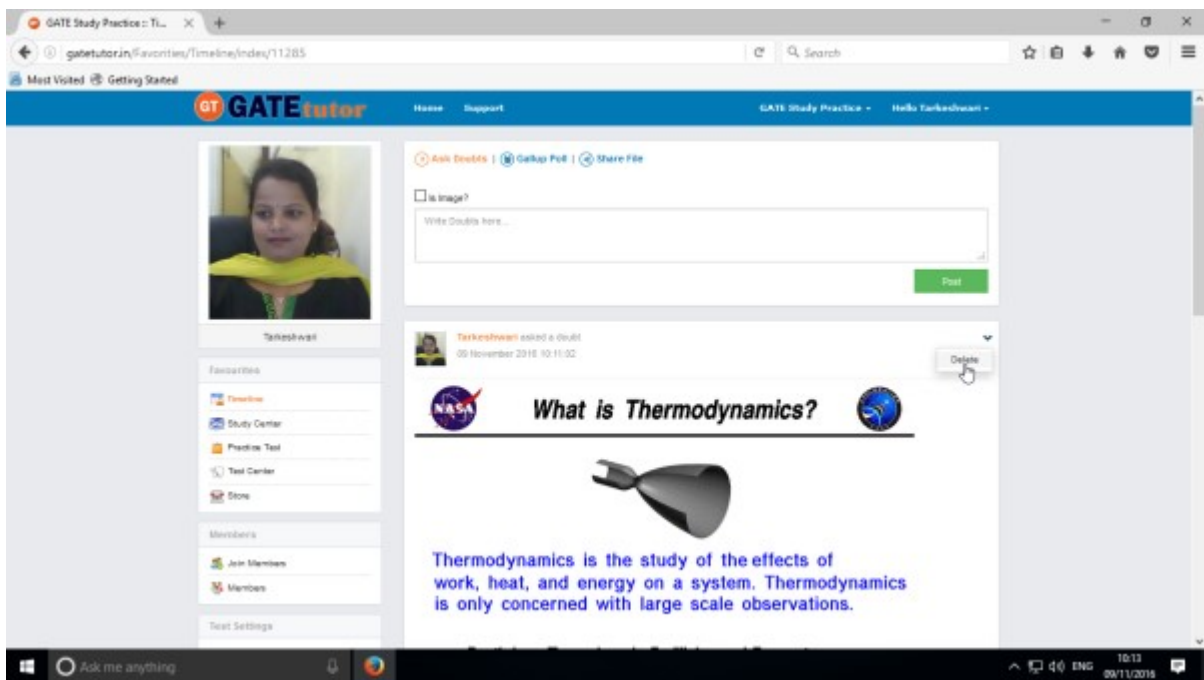 GATE Study Practice :: Ti...
gatetutor.in/Favorities/Timeline/Index/11285
Search
Most Visited
Getting Started
GT GATEtutor
Home
Support
GATE Study Practice
Hello Tarkeshwari
Ask Doubts | Gallup Poll | Share File
Is Image?
Write Doubts here...
Post
Tarkeshwari
Tarkeshwari asked a doubt
09 November 2016 10:11:02
Delete
Favourites
Timeline
Study Center
Practice Test
Test Center
Store
Members
Join Members
Members
Test Settings
NASA
What is Thermodynamics?
Thermodynamics is the study of the effects of
work, heat, and energy on a system. Thermodynamics
is only concerned with large scale observations.
Ask me anything
ENG
10:13
09/11/2016